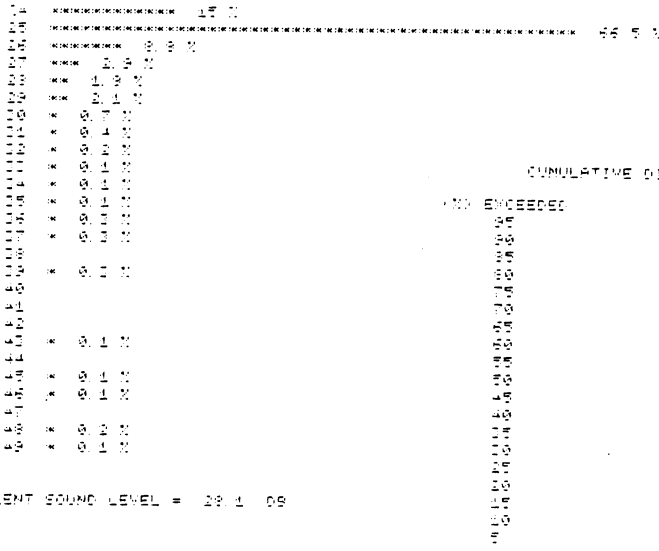 24 ************ 15 %
25 ****************************************************** 66.5 %
26 ******* 8.8 %
27 *** 2.9 %
28 ** 1.9 %
29 ** 2.1 %
30 * 0.7 %
31 * 0.4 %
32 * 0.2 %
33 * 0.1 %
34 * 0.1 %
35 * 0.1 %
36 * 0.3 %
37 * 0.3 %
38
39 * 0.1 %
40
41
42
43 * 0.1 %
44
45 * 0.1 %
46 * 0.1 %
47
48 * 0.2 %
49 * 0.1 %
ENT SOUND LEVEL = 28.1 DB
CUMULATIVE DI
(%) EXCEEDED
95
90
85
80
75
70
65
60
55
50
45
40
35
30
25
20
15
10
5